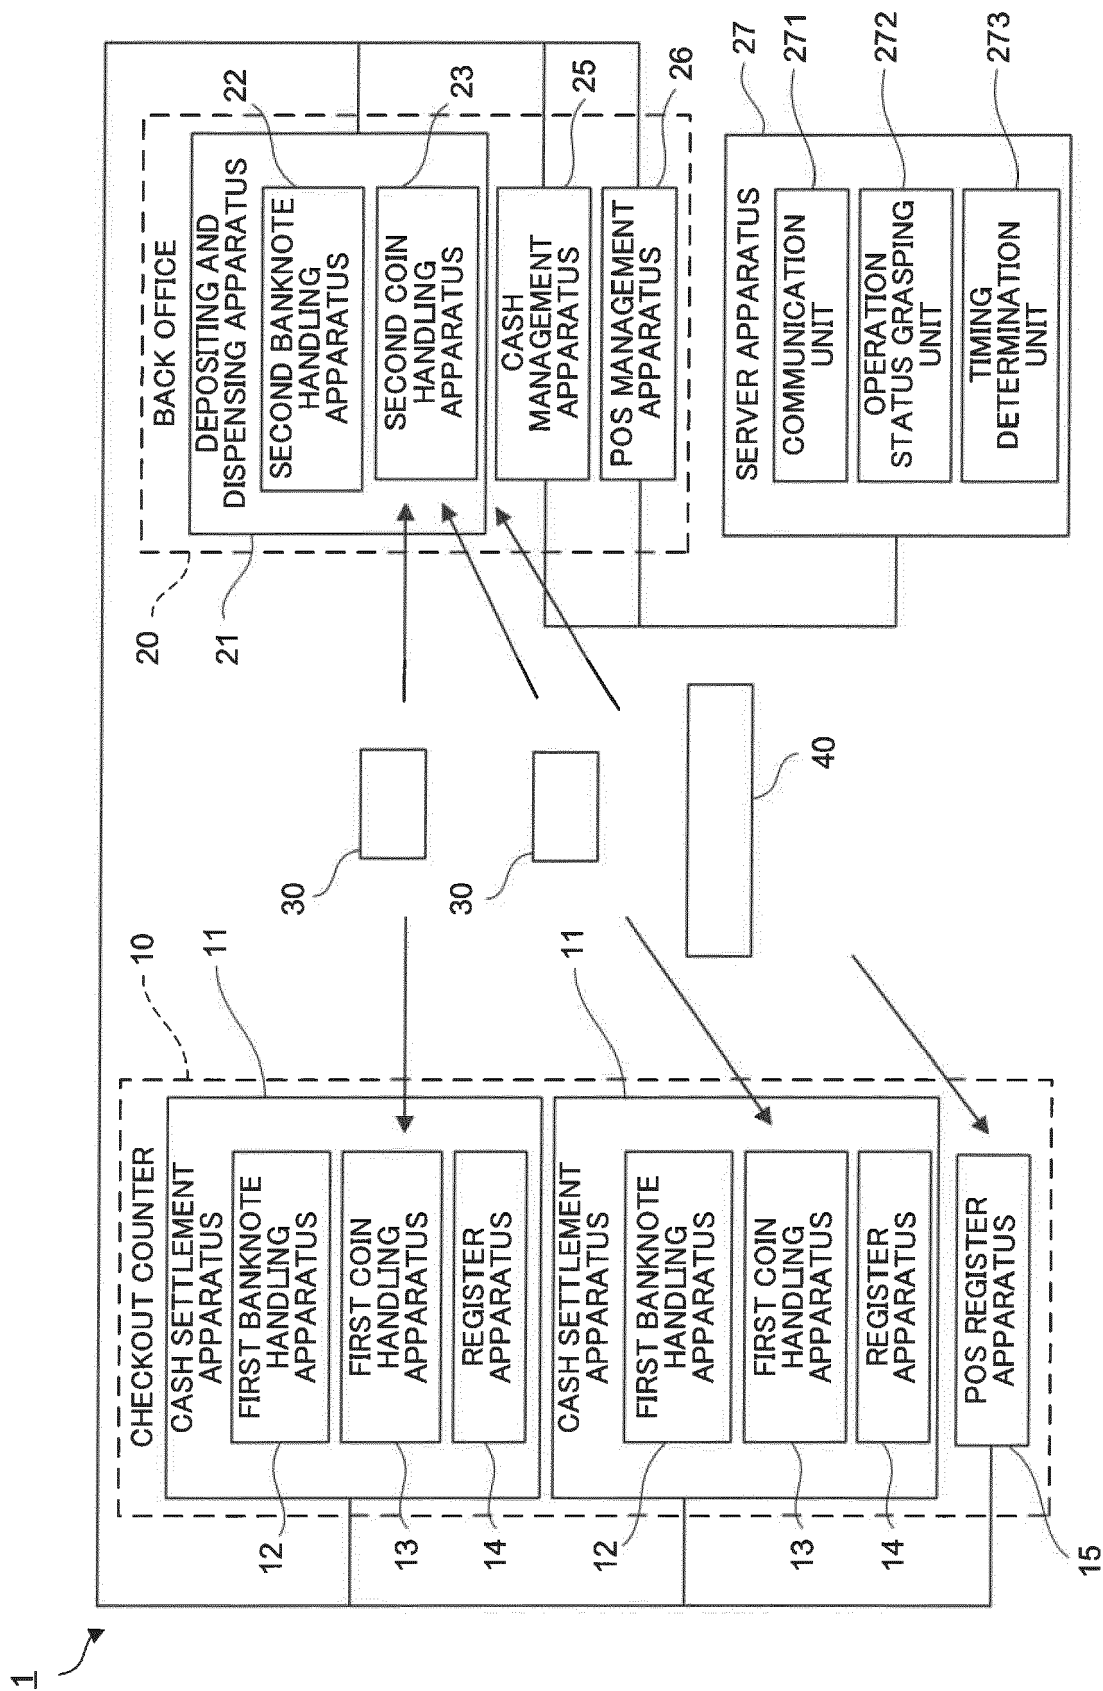 1
CHECKOUT COUNTER
10
CASH SETTLEMENT
APPARATUS
11
FIRST BANKNOTE
HANDLING
APPARATUS
12
FIRST COIN
HANDLING
APPARATUS
13
REGISTER
APPARATUS
14
CASH SETTLEMENT
APPARATUS
11
FIRST BANKNOTE
HANDLING
APPARATUS
12
FIRST COIN
HANDLING
APPARATUS
13
REGISTER
APPARATUS
14
POS REGISTER
APPARATUS
15
30
30
40
BACK OFFICE
20
DEPOSITING AND
DISPENSING APPARATUS
21
SECOND BANKNOTE
HANDLING
APPARATUS
22
SECOND COIN
HANDLING
APPARATUS
23
CASH
MANAGEMENT
APPARATUS
25
POS MANAGEMENT
APPARATUS
26
SERVER APPARATUS
27
COMMUNICATION
UNIT
271
OPERATION
STATUS GRASPING
UNIT
272
TIMING
DETERMINATION
UNIT
273